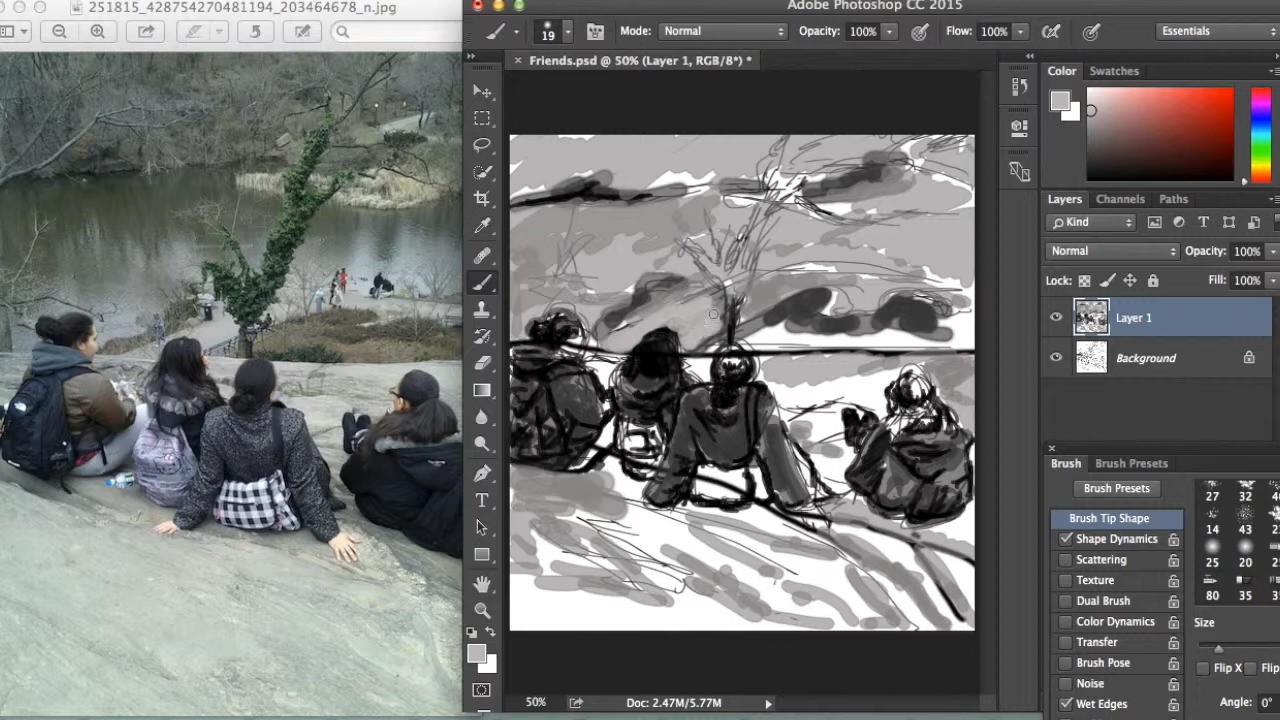 251815_428754270481194_203464678_n.jpg
Adobe Photoshop CC 2015
19
Mode: Normal
Opacity: 100%
Flow: 100%
Essentials
× Friends.psd @ 50% (Layer 1, RGB/8*) *
Color Swatches
Layers Channels Paths
Kind
Normal
Opacity: 100%
Lock:
Fill: 100%
Layer 1
Background
Brush Brush Presets
Brush Presets
27 32
Brush Tip Shape
14 43
Shape Dynamics
Scattering
25 20
Texture
80 35
Dual Brush
Color Dynamics
Size
Transfer
Brush Pose
Flip X
Noise
Wet Edges
Angle: 0°
50%
Doc: 2.47M/5.77M